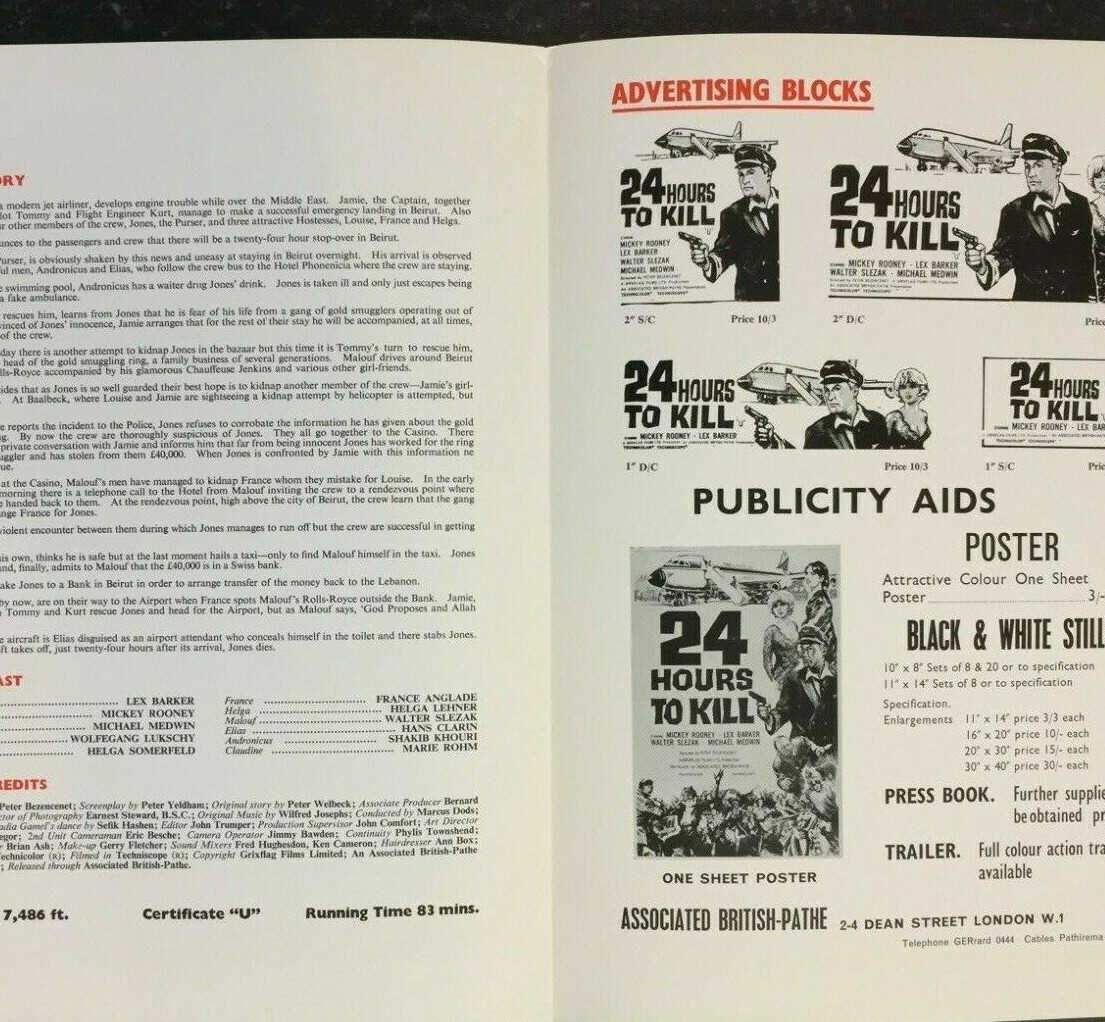 ORY
a modern jet airliner, develops engine trouble while over the Middle East. Jamie, the Captain, together
lot Tommy and Flight Engineer Kurt, manage to make a successful emergency landing in Beirut. Also
r other members of the crew, Jones, the Purser, and three attractive Hostesses, Louise, France and Helga.
unces to the passengers and crew that there will be a twenty-four hour stop-over in Beirut.
Purser, is obviously shaken by this news and uneasy at staying in Beirut overnight. His arrival is observed
ful men, Andronicus and Elias, who follow the crew bus to the Hotel Phonenicia where the crew are staying.
e swimming pool, Andronicus has a waiter drug Jones' drink. Jones is taken ill and only just escapes being
a fake ambulance.
rescues him, learns from Jones that he is fear of his life from a gang of gold smugglers operating out of
vinced of Jones' innocence, Jamie arranges that for the rest of their stay he will be accompanied, at all times,
of the crew.
day there is another attempt to kidnap Jones in the bazaar but this time it is Tommy's turn to rescue him,
head of the gold smuggling ring, a family business of several generations. Malouf drives around Beirut
lls-Royce accompanied by his glamorous Chauffeuse Jenkins and various other girl-friends.
ides that as Jones is so well guarded their best hope is to kidnap another member of the crew—Jamie's girl-
. At Baalbeck, where Louise and Jamie are sightseeing a kidnap attempt by helicopter is attempted, but
e reports the incident to the Police, Jones refuses to corrobate the information he has given about the gold
ng. By now the crew are thoroughly suspicious of Jones. They all go together to the Casino. There
private conversation with Jamie and informs him that far from being innocent Jones has worked for the ring
uggler and has stolen from them £40,000. When Jones is confronted by Jamie with this information he
ue.
at the Casino, Malouf's men have managed to kidnap France whom they mistake for Louise. In the early
morning there is a telephone call to the Hotel from Malouf inviting the crew to a rendezvous point where
e handed back to them. At the rendezvous point, high above the city of Beirut, the crew learn that the gang
ange France for Jones.
violent encounter between them during which Jones manages to run off but the crew are successful in getting
his own, thinks he is safe but at the last moment hails a taxi—only to find Malouf himself in the taxi. Jones
and, finally, admits to Malouf that the £40,000 is in a Swiss bank.
ake Jones to a Bank in Beirut in order to arrange transfer of the money back to the Lebanon.
by now, are on their way to the Airport when France spots Malouf's Rolls-Royce outside the Bank. Jamie,
n Tommy and Kurt rescue Jones and head for the Airport, but as Malouf says, 'God Proposes and Allah
e aircraft is Elias disguised as an airport attendant who conceals himself in the toilet and there stabs Jones.
ft takes off, just twenty-four hours after its arrival, Jones dies.
AST
LEX BARKER
MICKEY ROONEY
MICHAEL MEDWIN
WOLFGANG LUKSCHY
HELGA SOMERFELD
France FRANCE ANGLADE
Helga HELGA LEHNER
Malouf WALTER SLEZAK
Elias HANS CLARIN
Andronicus SHAKIB KHOURI
Claudine MARIE ROHM
REDITS
Peter Bezencenet; Screenplay by Peter Yeldham; Original story by Peter Welbeck; Associate Producer Bernard
ctor of Photography Earnest Steward, B.S.C.; Original Music by Wilfred Josephs; Conducted by Marcus Dods;
adia Gamel's dance by Sefik Hashen; Editor John Trumper; Production Supervisor John Comfort; Art Director
egor; 2nd Unit Cameraman Eric Besche; Camera Operator Jimmy Bawden; Continuity Phylis Townshend;
r Brian Ash; Make-up Gerry Fletcher; Sound Mixers Fred Hughesdon, Ken Cameron; Hairdresser Ann Box;
echnicolor (R); Filmed in Techniscope (R); Copyright Grixflag Films Limited; An Associated British-Pathe
; Released through Associated British-Pathe.
7,486 ft. Certificate "U" Running Time 83 mins.
ADVERTISING BLOCKS
24 HOURS
TO KILL
MICKEY ROONEY
LEX BARKER
WALTER SLEZAK
MICHAEL MEDWIN
2" S/C Price 10/3
24 HOURS
TO KILL
MICKEY ROONEY · LEX BARKER
WALTER SLEZAK · MICHAEL MEDWIN
2" D/C Price
24 HOURS
TO KILL
MICKEY ROONEY · LEX BARKER
1" D/C Price 10/3
24 HOURS
TO KILL
MICKEY ROONEY · LEX BAR
1" S/C Price
PUBLICITY AIDS
24
HOURS
TO KILL
MICKEY ROONEY · LEX BARKER
WALTER SLEZAK · MICHAEL MEDWIN
ONE SHEET POSTER
POSTER
Attractive Colour One Sheet
Poster 3/-
BLACK & WHITE STILL
10" x 8" Sets of 8 & 20 or to specification
11" x 14" Sets of 8 or to specification
Specification.
Enlargements 11" x 14" price 3/3 each
16" x 20" price 10/- each
20" x 30" price 15/- each
30" x 40" price 30/- each
PRESS BOOK. Further supplie
be obtained pr
TRAILER. Full colour action tra
available
ASSOCIATED BRITISH-PATHE 2-4 DEAN STREET LONDON W.1
Telephone GERrard 0444 Cables Pathirema